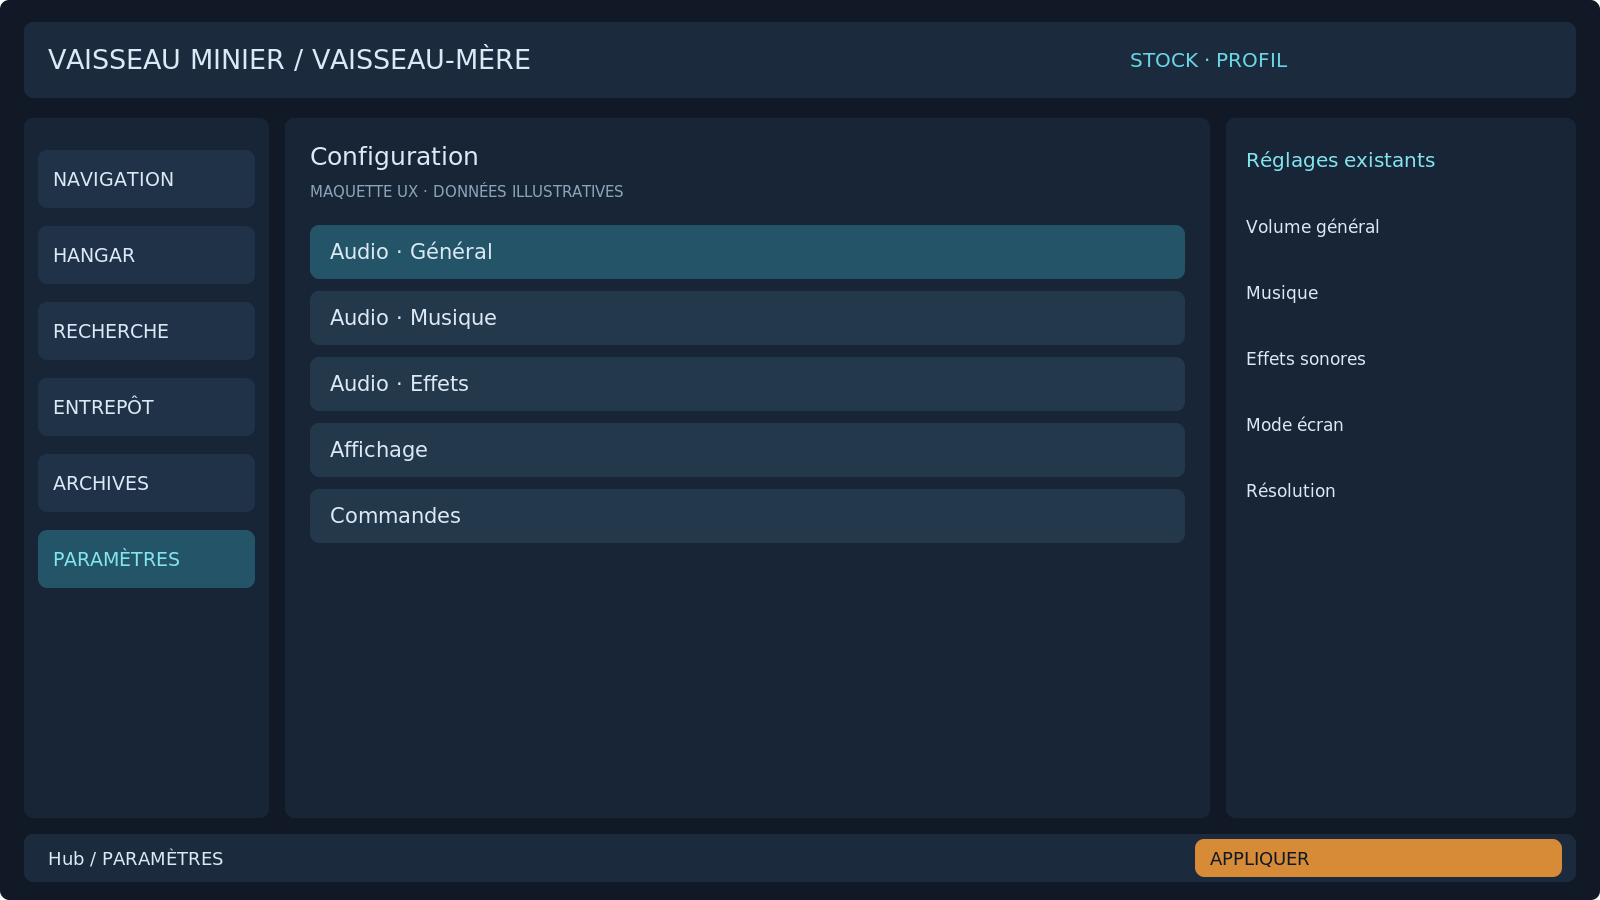 VAISSEAU MINIER / VAISSEAU-MÈRE
STOCK · PROFIL
NAVIGATION
HANGAR
RECHERCHE
ENTREPÔT
ARCHIVES
PARAMÈTRES
Configuration
MAQUETTE UX · DONNÉES ILLUSTRATIVES
Audio · Général
Audio · Musique
Audio · Effets
Affichage
Commandes
Réglages existants
Volume général
Musique
Effets sonores
Mode écran
Résolution
Hub / PARAMÈTRES
APPLIQUER